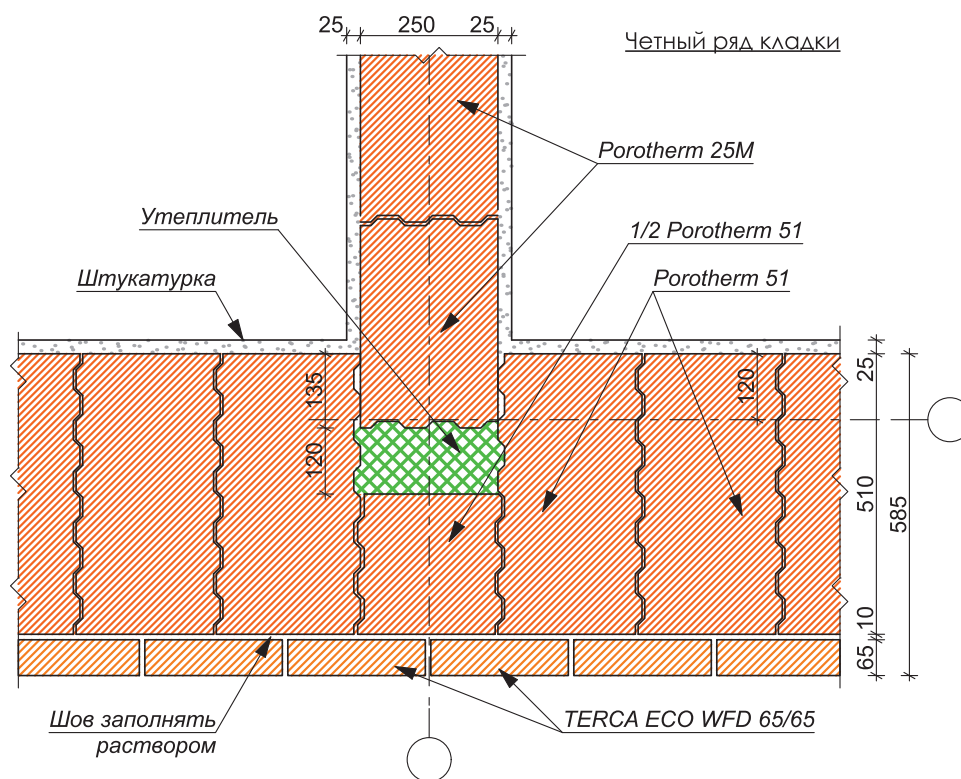 25 250 25
Четный ряд кладки
Porotherm 25M
Утеплитель
1/2 Porotherm 51
Штукатурка
Porotherm 51
135
120
120
25
510
585
10
65
Шов заполнять
раствором
TERCA ECO WFD 65/65